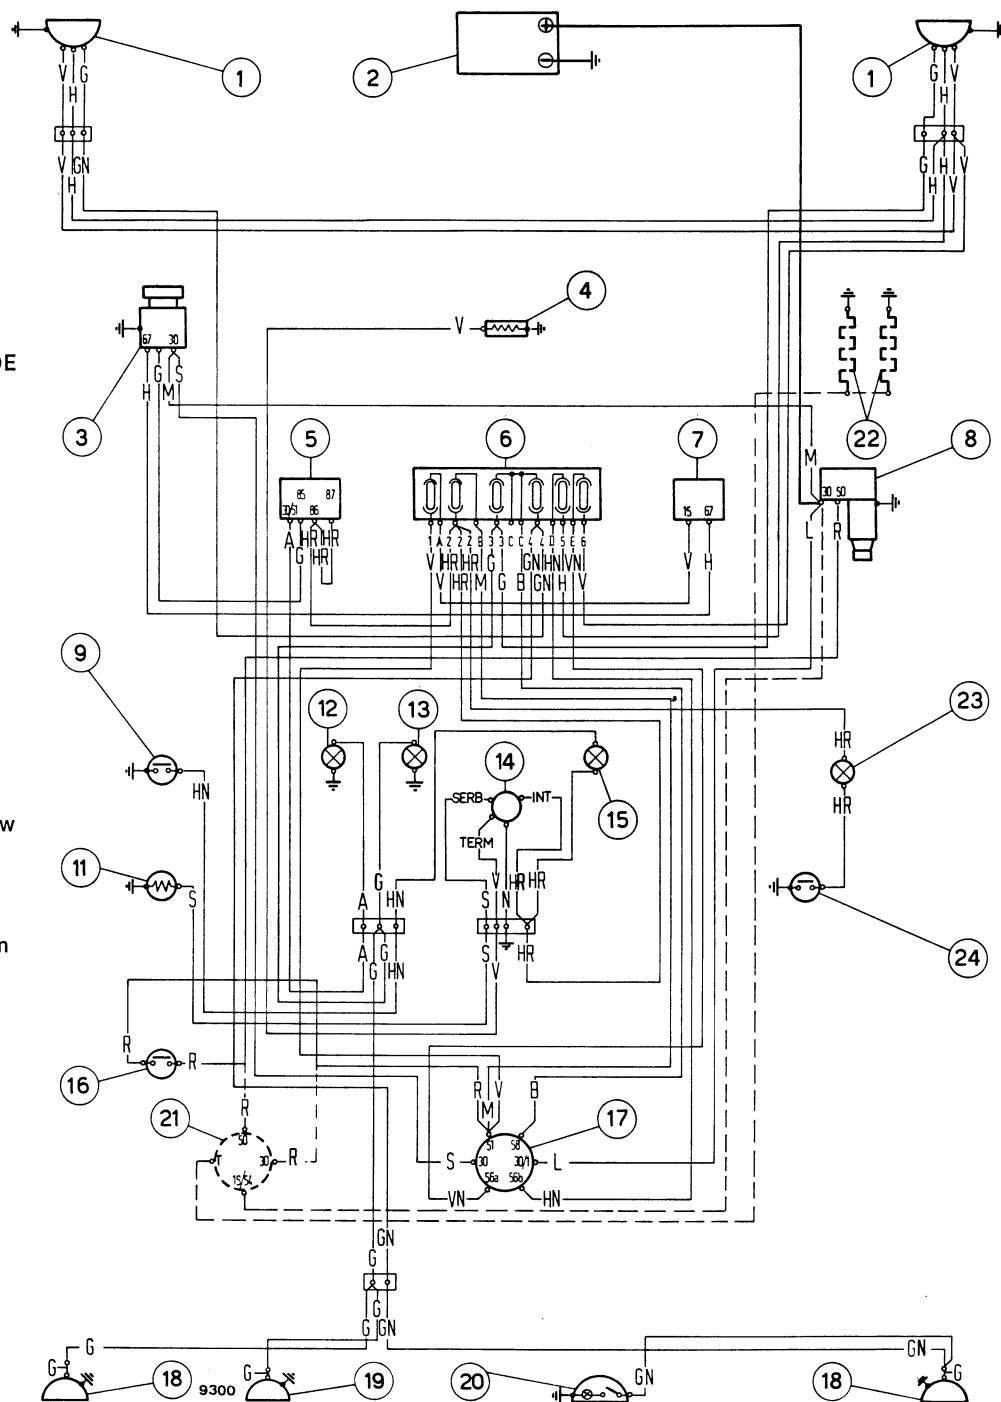 1
2
1
V G
H
G V
H
V GN
H
G H V
H V
4
V
67 30
H G M S
3
DE
5
6
7
22
8
85 87
30/51 86
15 67
30 50
M
A G HR HR
HR
1 A 2 2 2 B 3 3 C C 4 4 D 5 E 6
V V HR HR HR M G G B GN GN HN H VN V
V H
L R
9
12
13
14
15
23
HN
SERB INT
TERM
HR
HR
w
11
S
A G HN
S V N HR HR
A G G HN
S V HR
24
n
R
R
16
21
R
50
T 30 R
15/54
R M V B
17
51 58
S 30 30/1 L
56a 56b
VN HN
GN
G
G
G GN
G
G
18
9300
G
19
20
GN
GN
G
18